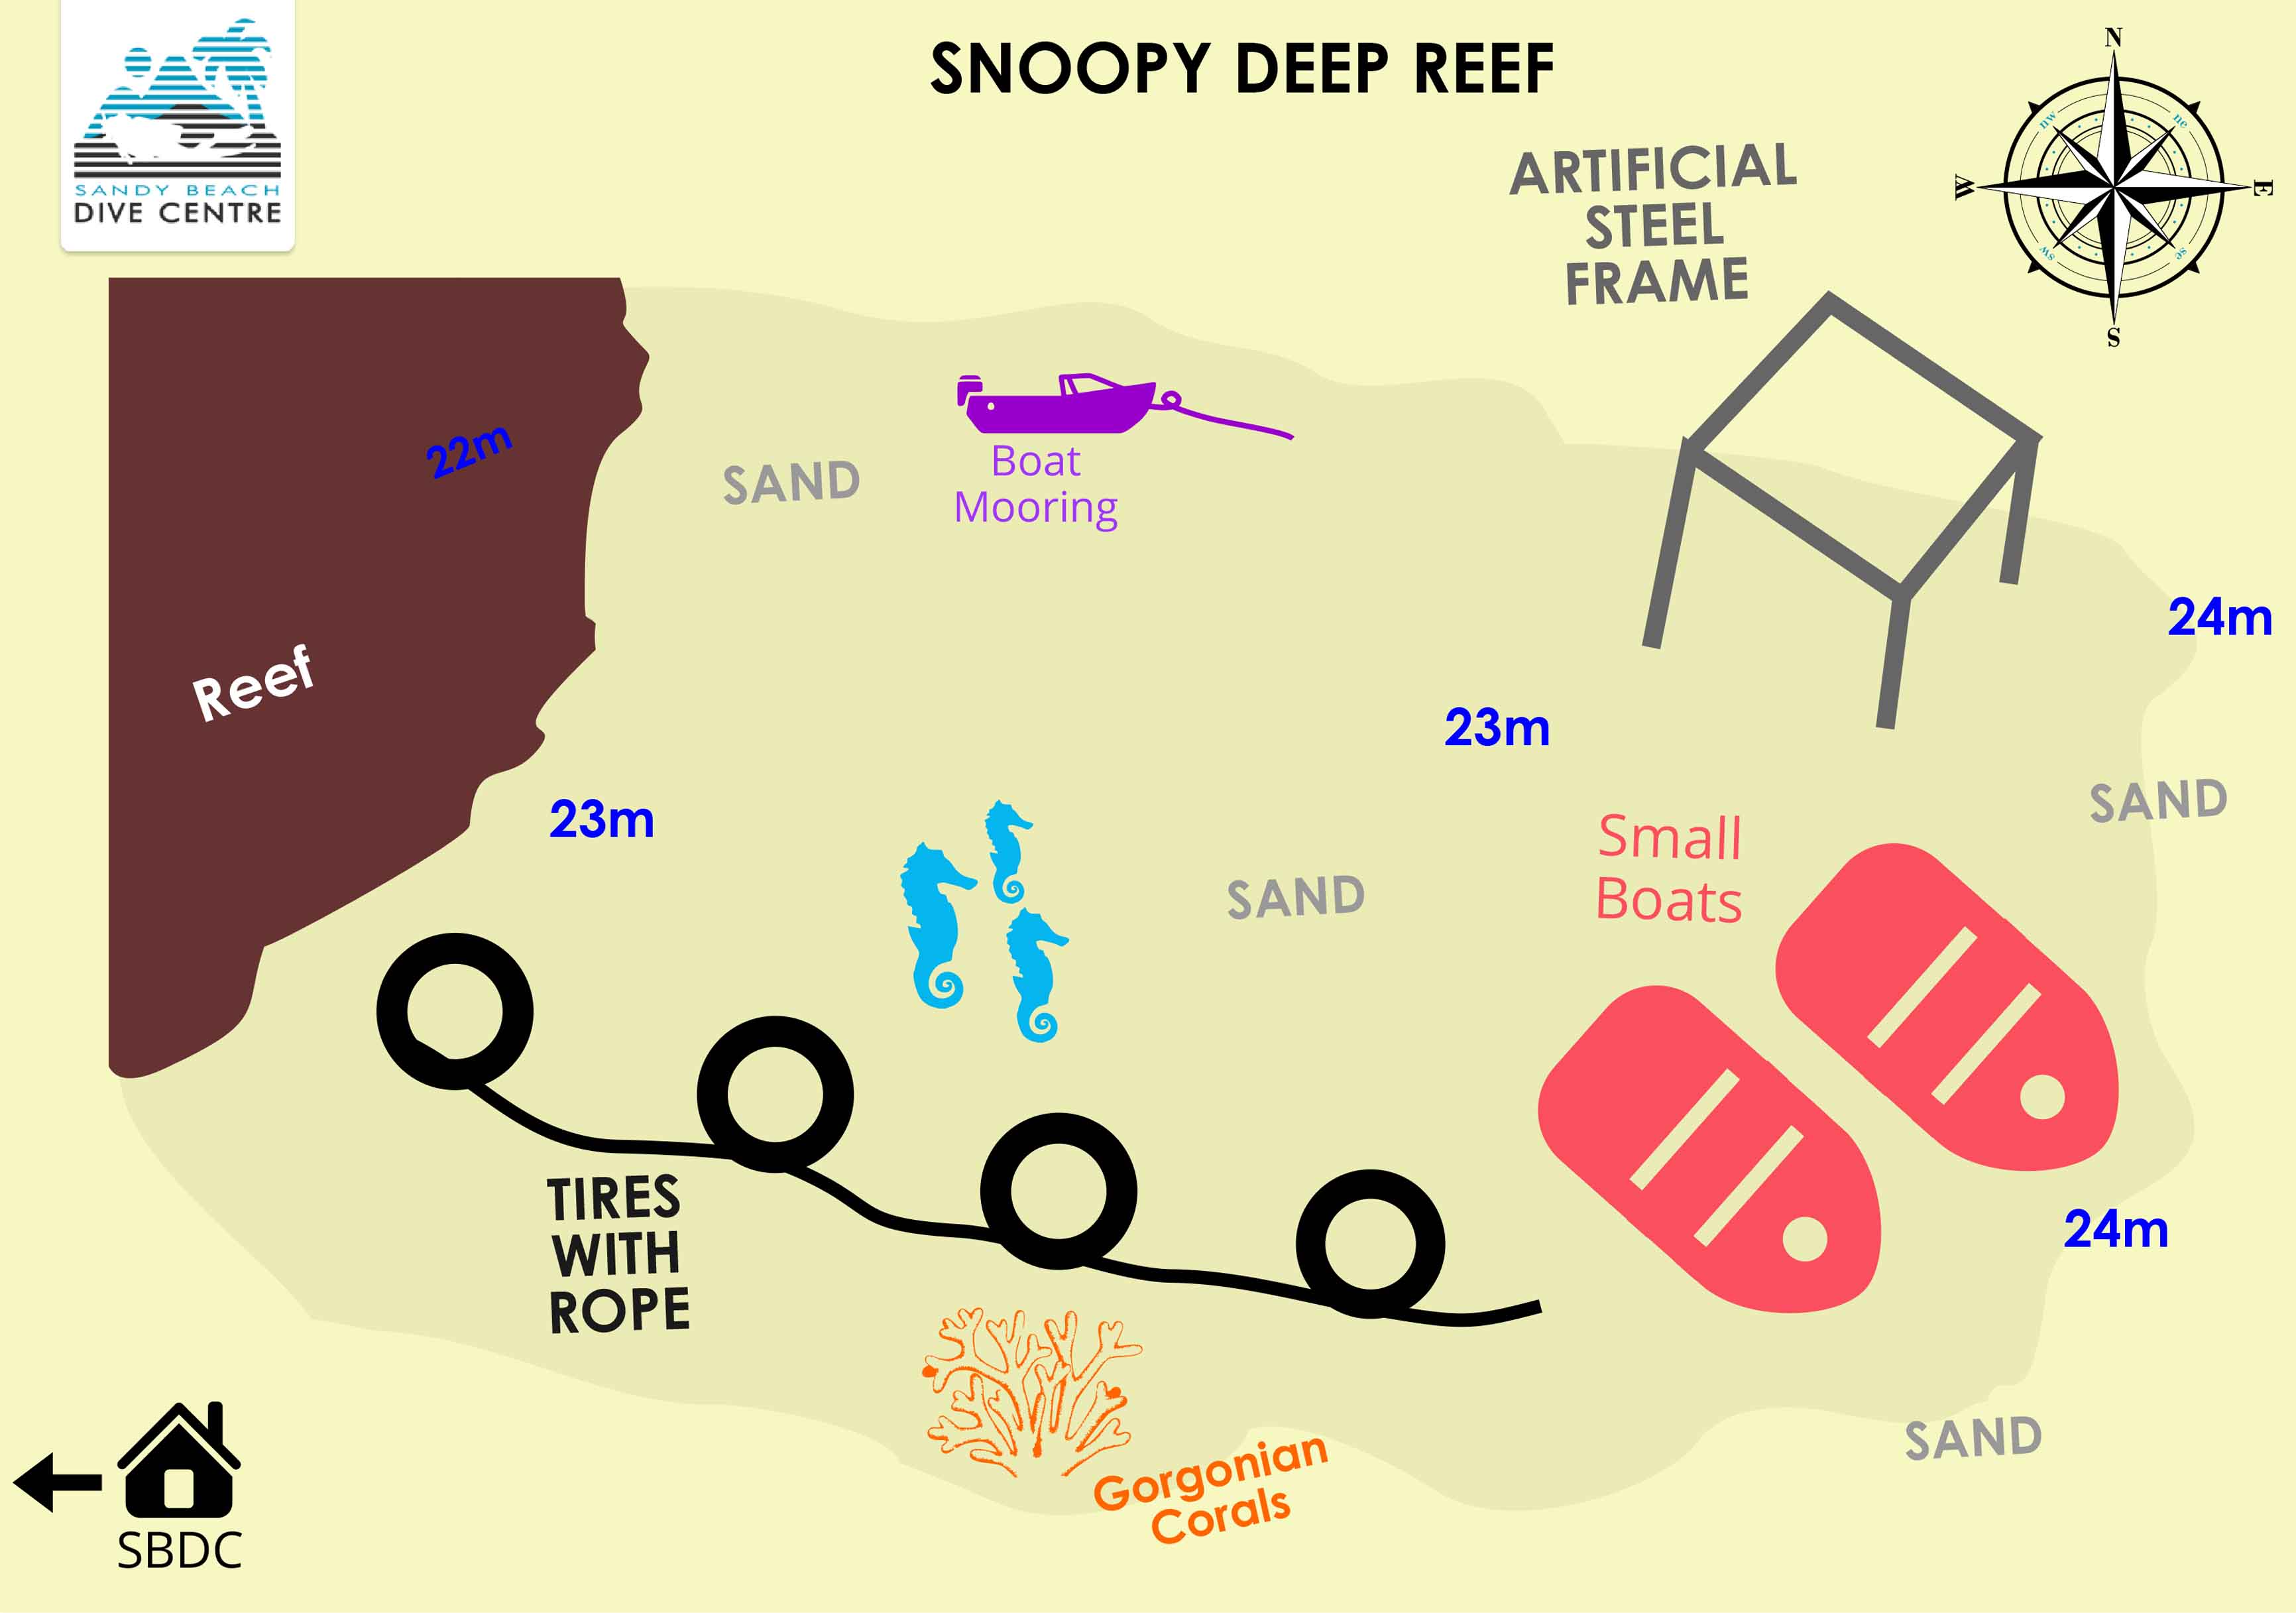 SANDY BEACH
DIVE CENTRE
SNOOPY DEEP REEF
N
nw
ne
W
E
sw
se
S
ARTIFICIAL
STEEL
FRAME
22m
SAND
Boat
Mooring
24m
Reef
23m
23m
SAND
SAND
Small
Boats
TIRES
WITH
ROPE
24m
SAND
Gorgonian
Corals
SBDC